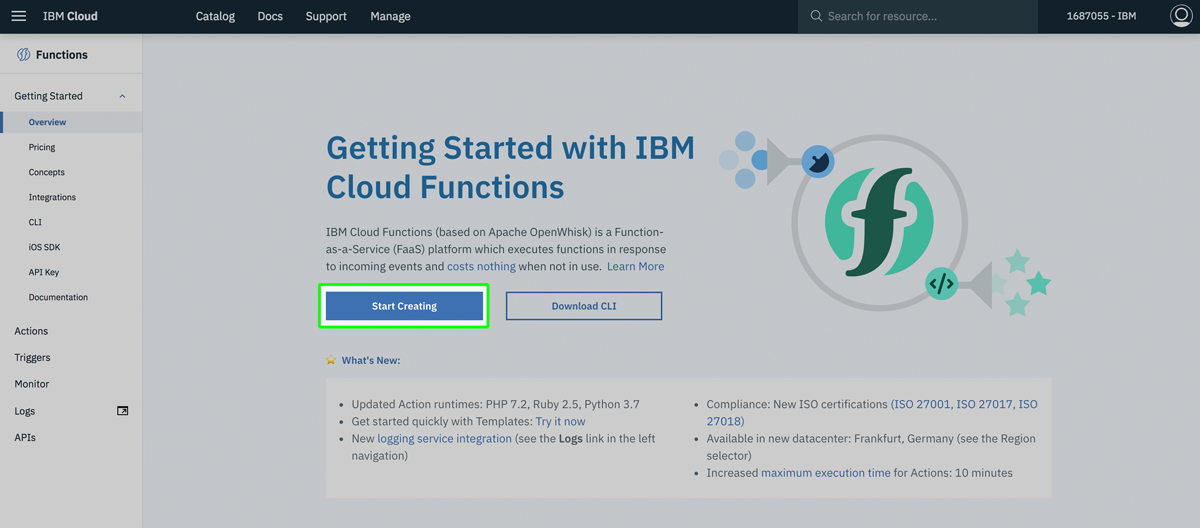 IBM Cloud
Catalog
Docs
Support
Manage
Search for resource...
1687055 - IBM
Functions
Getting Started
Overview
Pricing
Concepts
Integrations
CLI
iOS SDK
API Key
Documentation
Actions
Triggers
Monitor
Logs
APIs
Getting Started with IBM
Cloud Functions
IBM Cloud Functions (based on Apache OpenWhisk) is a Function-
as-a-Service (FaaS) platform which executes functions in response
to incoming events and costs nothing when not in use. Learn More
Start Creating
Download CLI
What's New:
• Updated Action runtimes: PHP 7.2, Ruby 2.5, Python 3.7
• Get started quickly with Templates: Try it now
• New logging service integration (see the Logs link in the left
navigation)
• Compliance: New ISO certifications (ISO 27001, ISO 27017, ISO
27018)
• Available in new datacenter: Frankfurt, Germany (see the Region
selector)
• Increased maximum execution time for Actions: 10 minutes